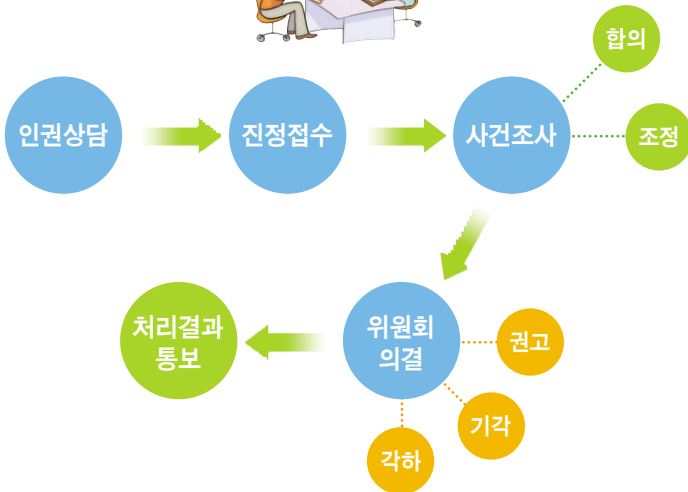 합의
인권상담
진정접수
사건조사
조정
처리결과
통보
위원회
의결
권고
기각
각하